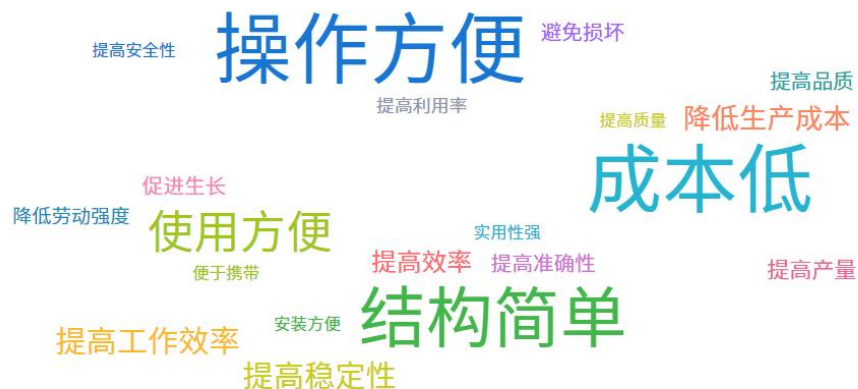 操作方便
避免损坏
提高安全性
提高品质
提高利用率
提高质量
降低生产成本
成本低
促进生长
降低劳动强度
使用方便
实用性强
提高效率
提高准确性
便于携带
提高产量
结构简单
安装方便
提高工作效率
提高稳定性